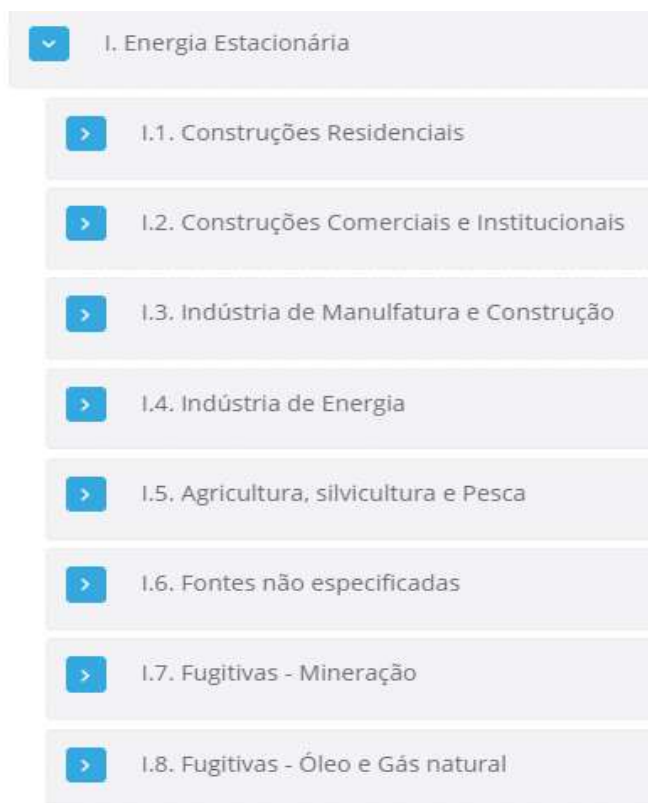 I. Energia Estacionária
I.1. Construções Residenciais
I.2. Construções Comerciais e Institucionais
I.3. Indústria de Manulfatura e Construção
I.4. Indústria de Energia
I.5. Agricultura, silvicultura e Pesca
I.6. Fontes não especificadas
I.7. Fugitivas - Mineração
I.8. Fugitivas - Óleo e Gás natural